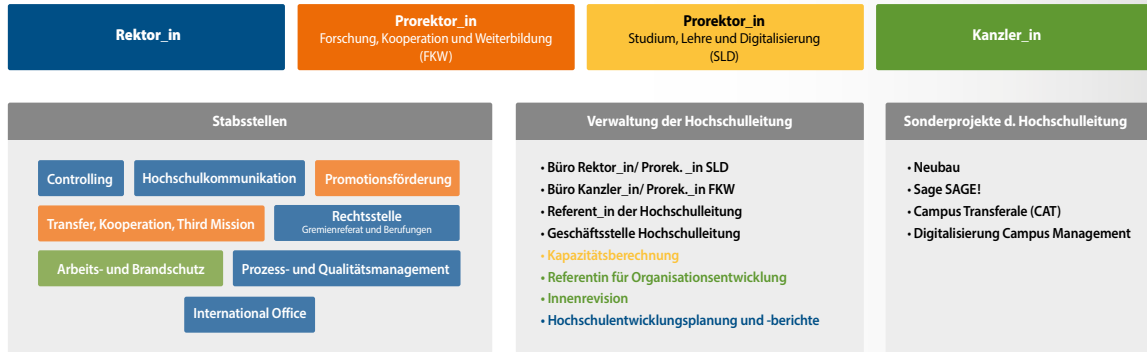 Rektor_in
Prorektor_in
Forschung, Kooperation und Weiterbildung
(FKW)
Prorektor_in
Studium, Lehre und Digitalisierung
(SLD)
Kanzler_in
Stabsstellen
Controlling
Hochschulkommunikation
Promotionsförderung
Transfer, Kooperation, Third Mission
Rechtsstelle
Gremienreferat und Berufungen
Arbeits- und Brandschutz
Prozess- und Qualitätsmanagement
International Office
Verwaltung der Hochschulleitung
• Büro Rektor_in/ Prorek. _in SLD
• Büro Kanzler_in/ Prorek._in FKW
• Referent_in der Hochschulleitung
• Geschäftsstelle Hochschulleitung
• Kapazitätsberechnung
• Referentin für Organisationsentwicklung
• Innenrevision
• Hochschulentwicklungsplanung und -berichte
Sonderprojekte d. Hochschulleitung
• Neubau
• Sage SAGE!
• Campus Transferale (CAT)
• Digitalisierung Campus Management